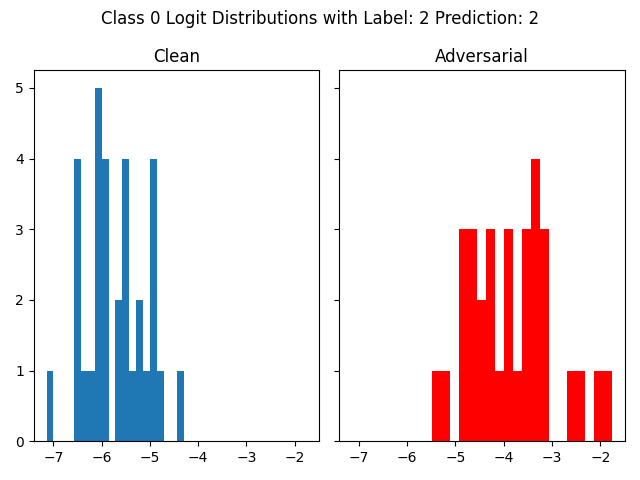 Class 0 Logit Distributions with Label: 2 Prediction: 2
Clean
Adversarial
5
4
3
2
1
0
−7 −6 −5 −4 −3 −2
−7 −6 −5 −4 −3 −2